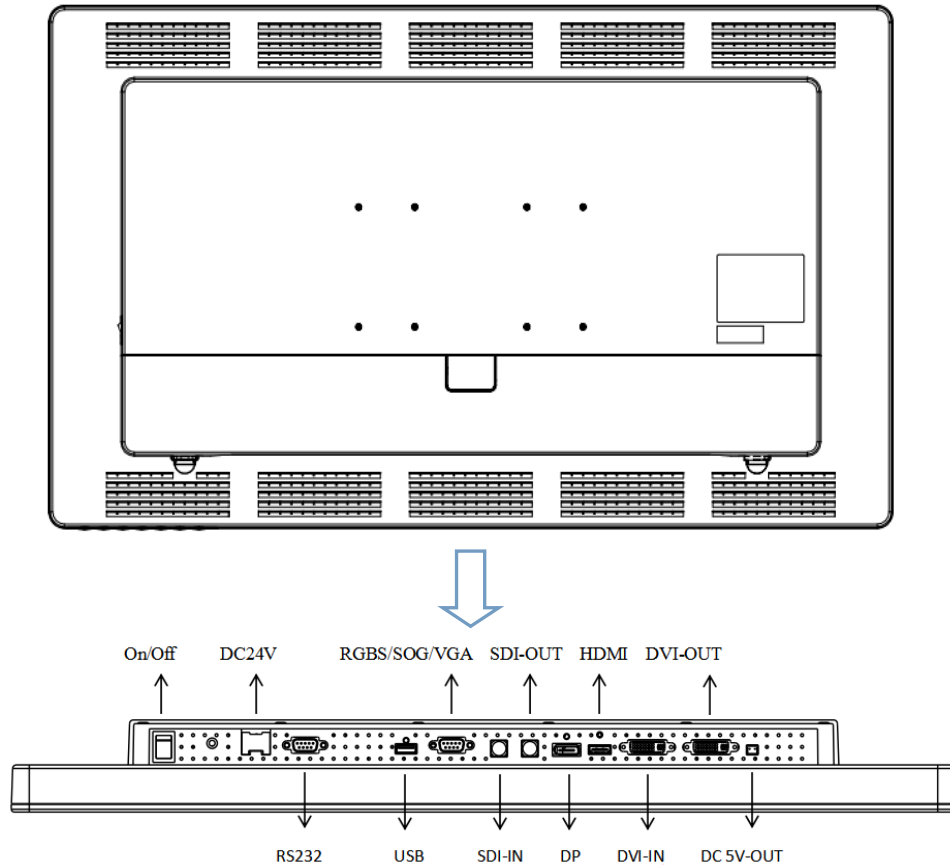 On/Off DC24V RGBS/SOG/VGA SDI-OUT HDMI DVI-OUT
RS232 USB SDI-IN DP DVI-IN DC 5V-OUT